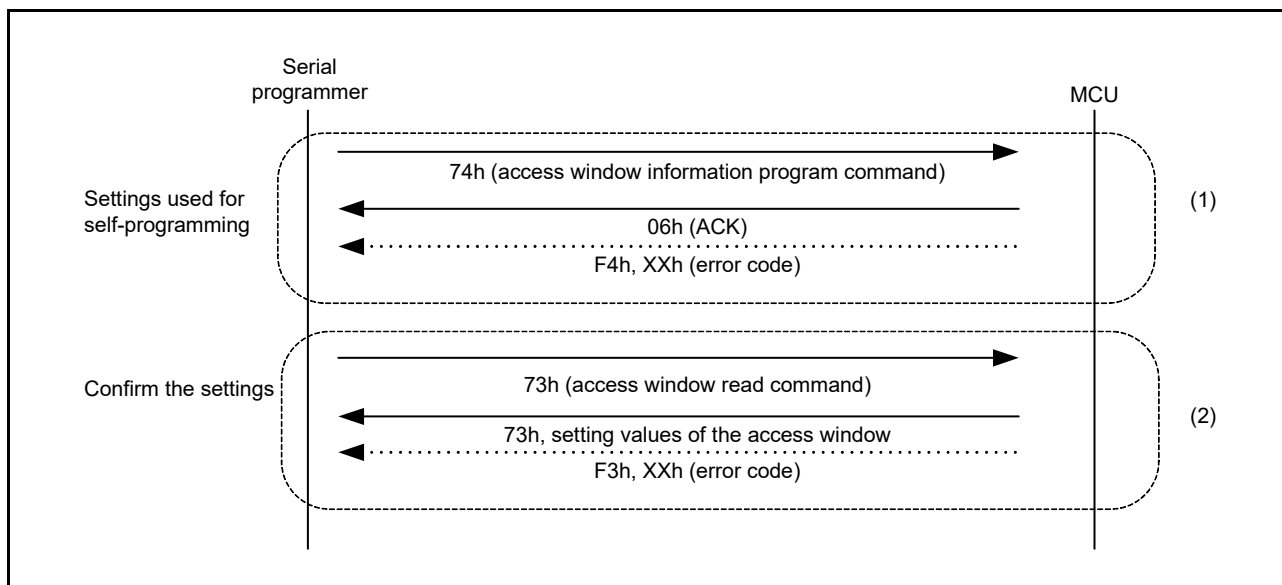 Serial
programmer
MCU
74h (access window information program command)
Settings used for
self-programming
(1)
06h (ACK)
F4h, XXh (error code)
73h (access window read command)
Confirm the settings
(2)
73h, setting values of the access window
F3h, XXh (error code)